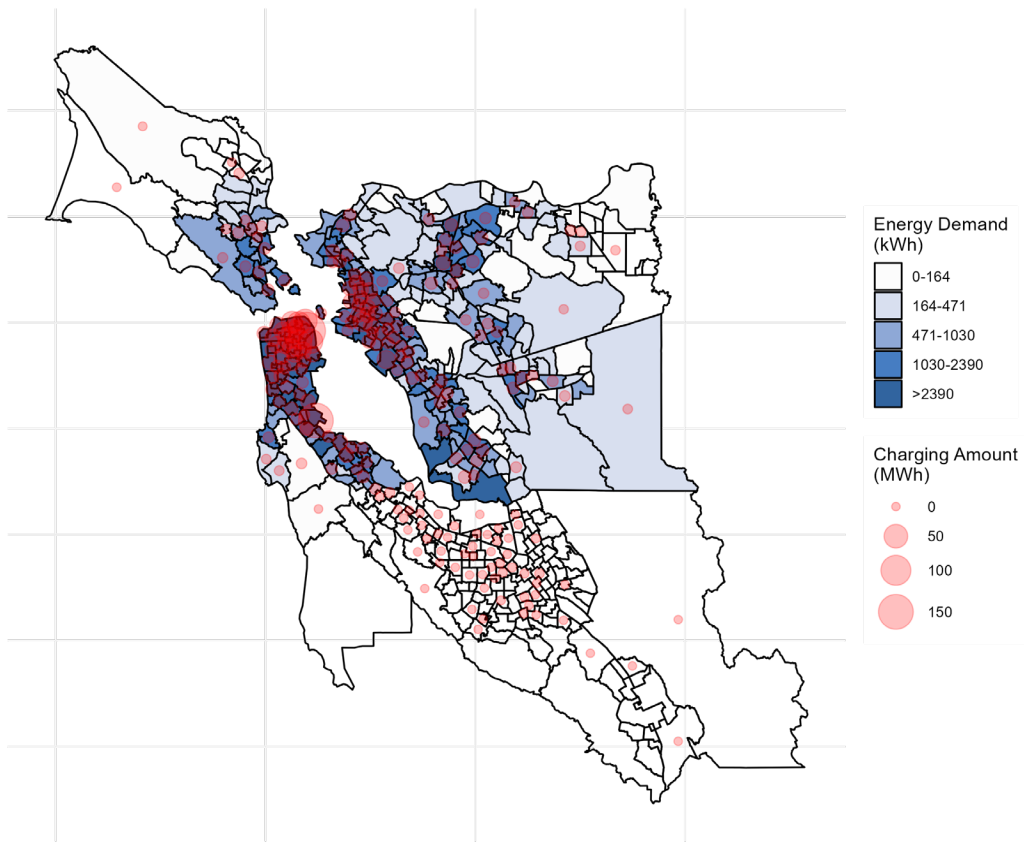 Energy Demand
(kWh)
0-164
164-471
471-1030
1030-2390
>2390
Charging Amount
(MWh)
0
50
100
150